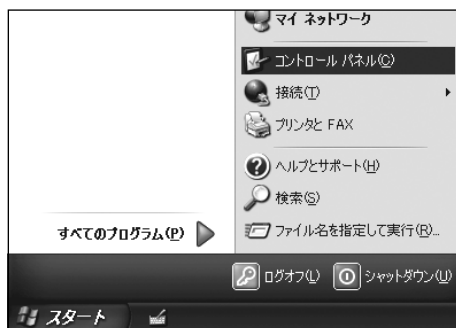 マイ ネットワーク
コントロール パネル(C)
接続(T)
プリンタと FAX
ヘルプとサポート(H)
検索(S)
すべてのプログラム(P)
ファイル名を指定して実行(R)...
ログオフ(L)
シャットダウン(U)
スタート